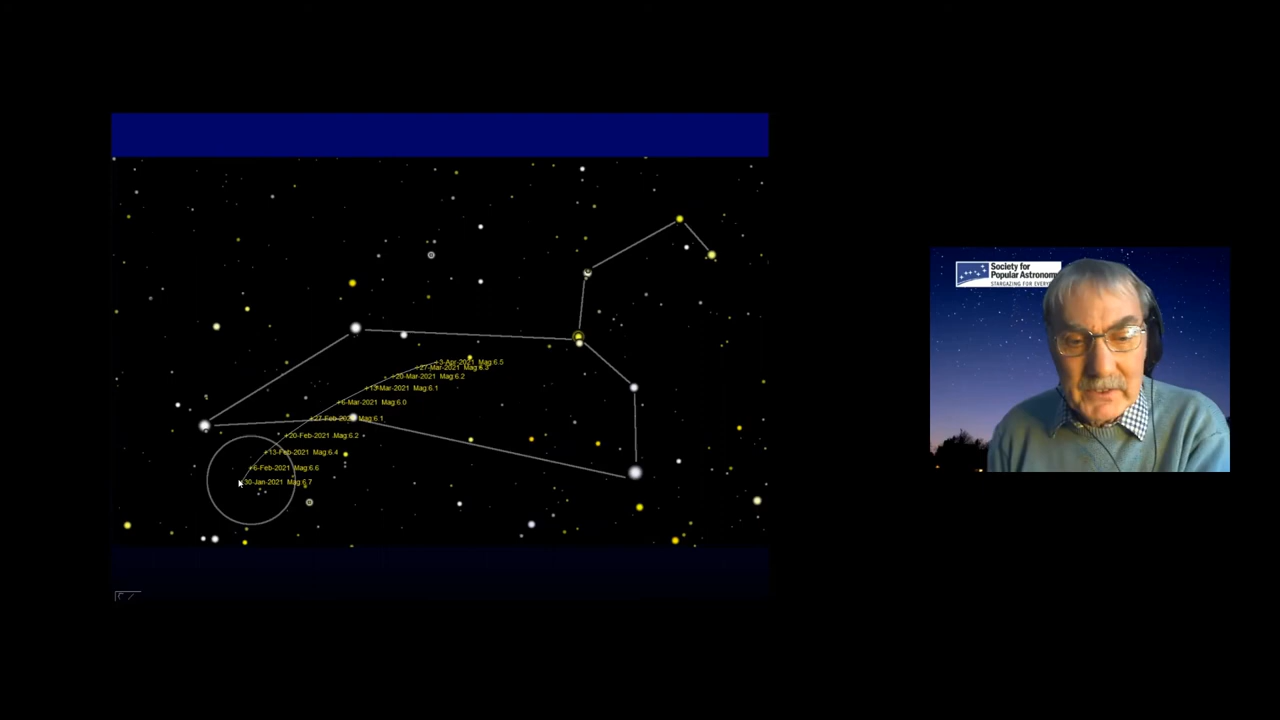 +3-Apr-2021 Mag:6.5
+27-Mar-2021 Mag:6.3
+20-Mar-2021 Mag:6.2
+13-Mar-2021 Mag:6.1
+6-Mar-2021 Mag:6.0
+27-Feb-2021 Mag:6.1
+20-Feb-2021 Mag:6.2
+13-Feb-2021 Mag:6.4
+6-Feb-2021 Mag:6.6
30-Jan-2021 Mag:6.7
Society for
Popular Astronom
STARGAZING FOR EVERY